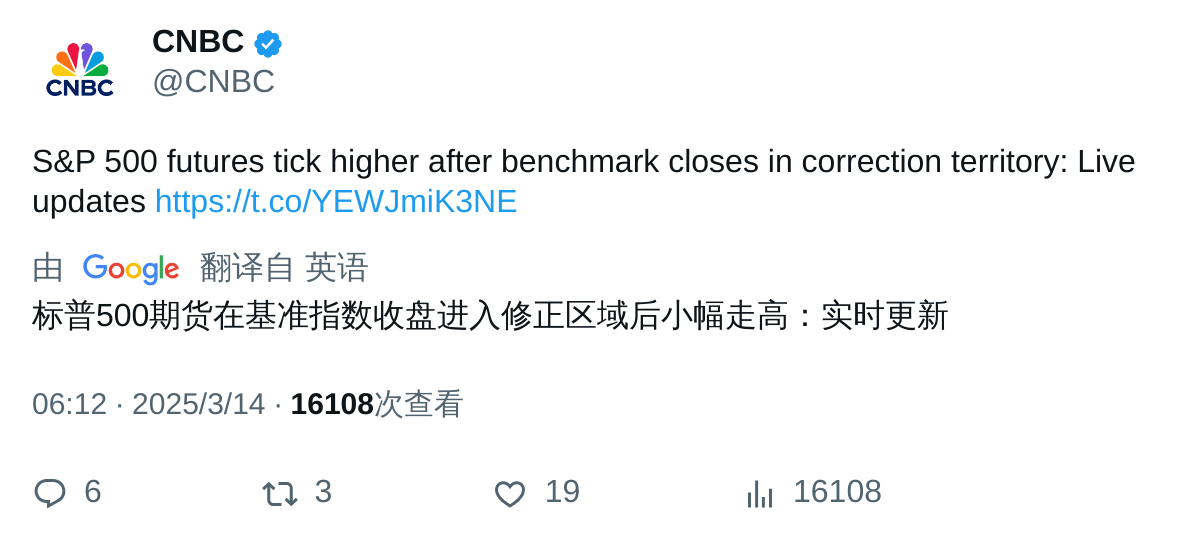 CNBC
@CNBC
CNBC
S&P 500 futures tick higher after benchmark closes in correction territory: Live
updates https://t.co/YEWJmiK3NE
由 Google 翻译自 英语
标普500期货在基准指数收盘进入修正区域后小幅走高：实时更新
06:12 · 2025/3/14 · 16108次查看
6 3 19 16108